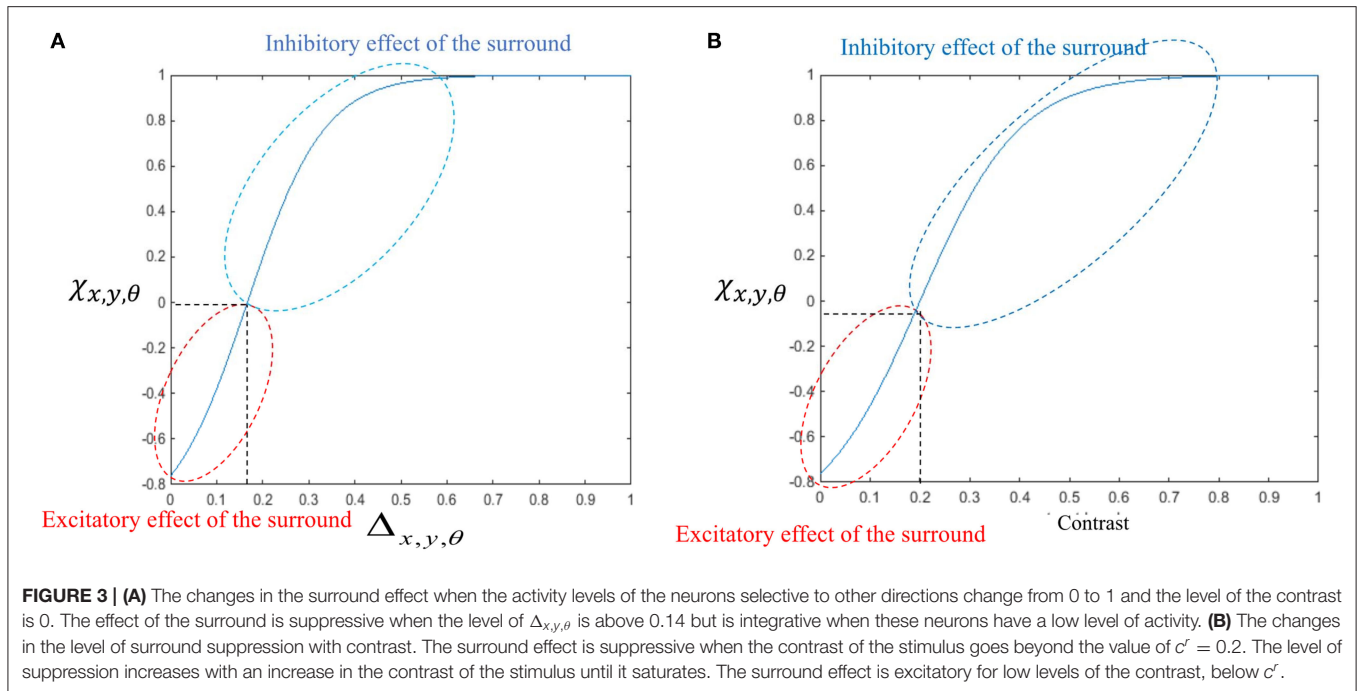 A
Inhibitory effect of the surround
1
0.8
0.6
0.4
0.2
χx,y,θ
0
-0.2
-0.4
-0.6
-0.8
0 0.1 0.2 0.3 0.4 0.5 0.6 0.7 0.8 0.9 1
Excitatory effect of the surround
Δx,y,θ
B
Inhibitory effect of the surround
1
0.8
0.6
0.4
0.2
χx,y,θ
0
-0.2
-0.4
-0.6
-0.8
0 0.1 0.2 0.3 0.4 0.5 0.6 0.7 0.8 0.9 1
Contrast
Excitatory effect of the surround
FIGURE 3 | (A) The changes in the surround effect when the activity levels of the neurons selective to other directions change from 0 to 1 and the level of the contrast
is 0. The effect of the surround is suppressive when the level of Δx,y,θ is above 0.14 but is integrative when these neurons have a low level of activity. (B) The changes
in the level of surround suppression with contrast. The surround effect is suppressive when the contrast of the stimulus goes beyond the value of cʳ = 0.2. The level of
suppression increases with an increase in the contrast of the stimulus until it saturates. The surround effect is excitatory for low levels of the contrast, below cʳ.